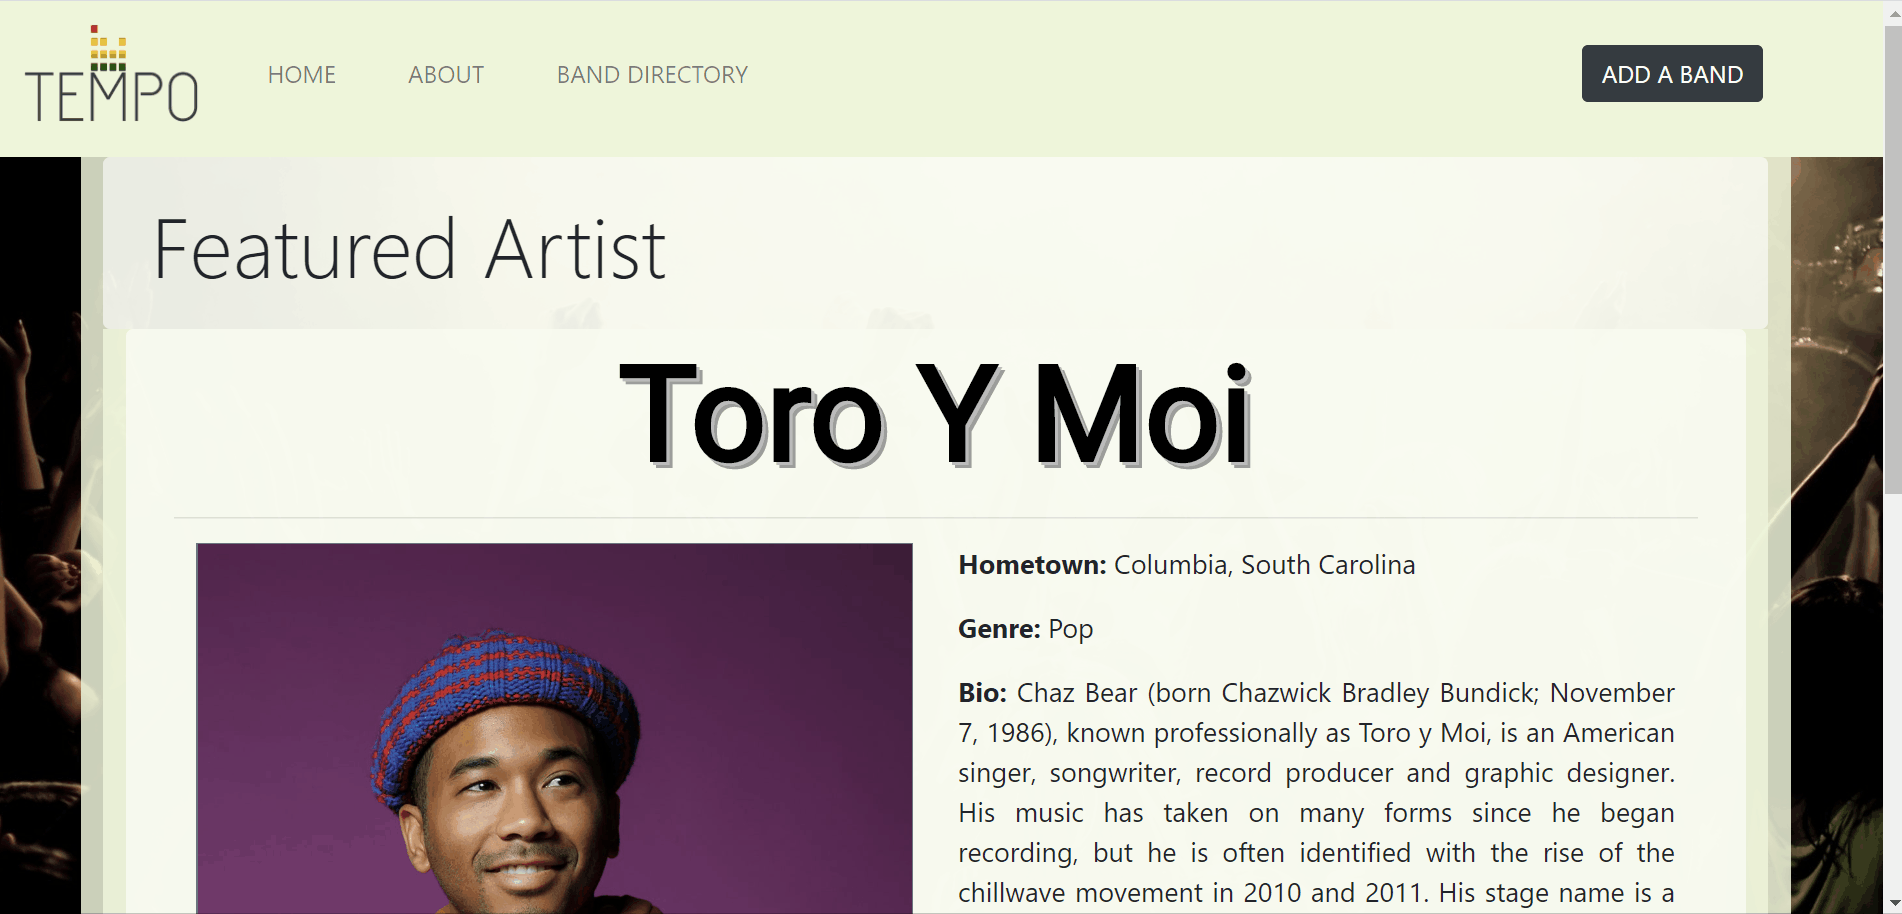 TEMPO
HOME ABOUT BAND DIRECTORY ADD A BAND
Featured Artist
Toro Y Moi
Hometown: Columbia, South Carolina
Genre: Pop
Bio: Chaz Bear (born Chazwick Bradley Bundick; November
7, 1986), known professionally as Toro y Moi, is an American
singer, songwriter, record producer and graphic designer.
His music has taken on many forms since he began
recording, but he is often identified with the rise of the
chillwave movement in 2010 and 2011. His stage name is a